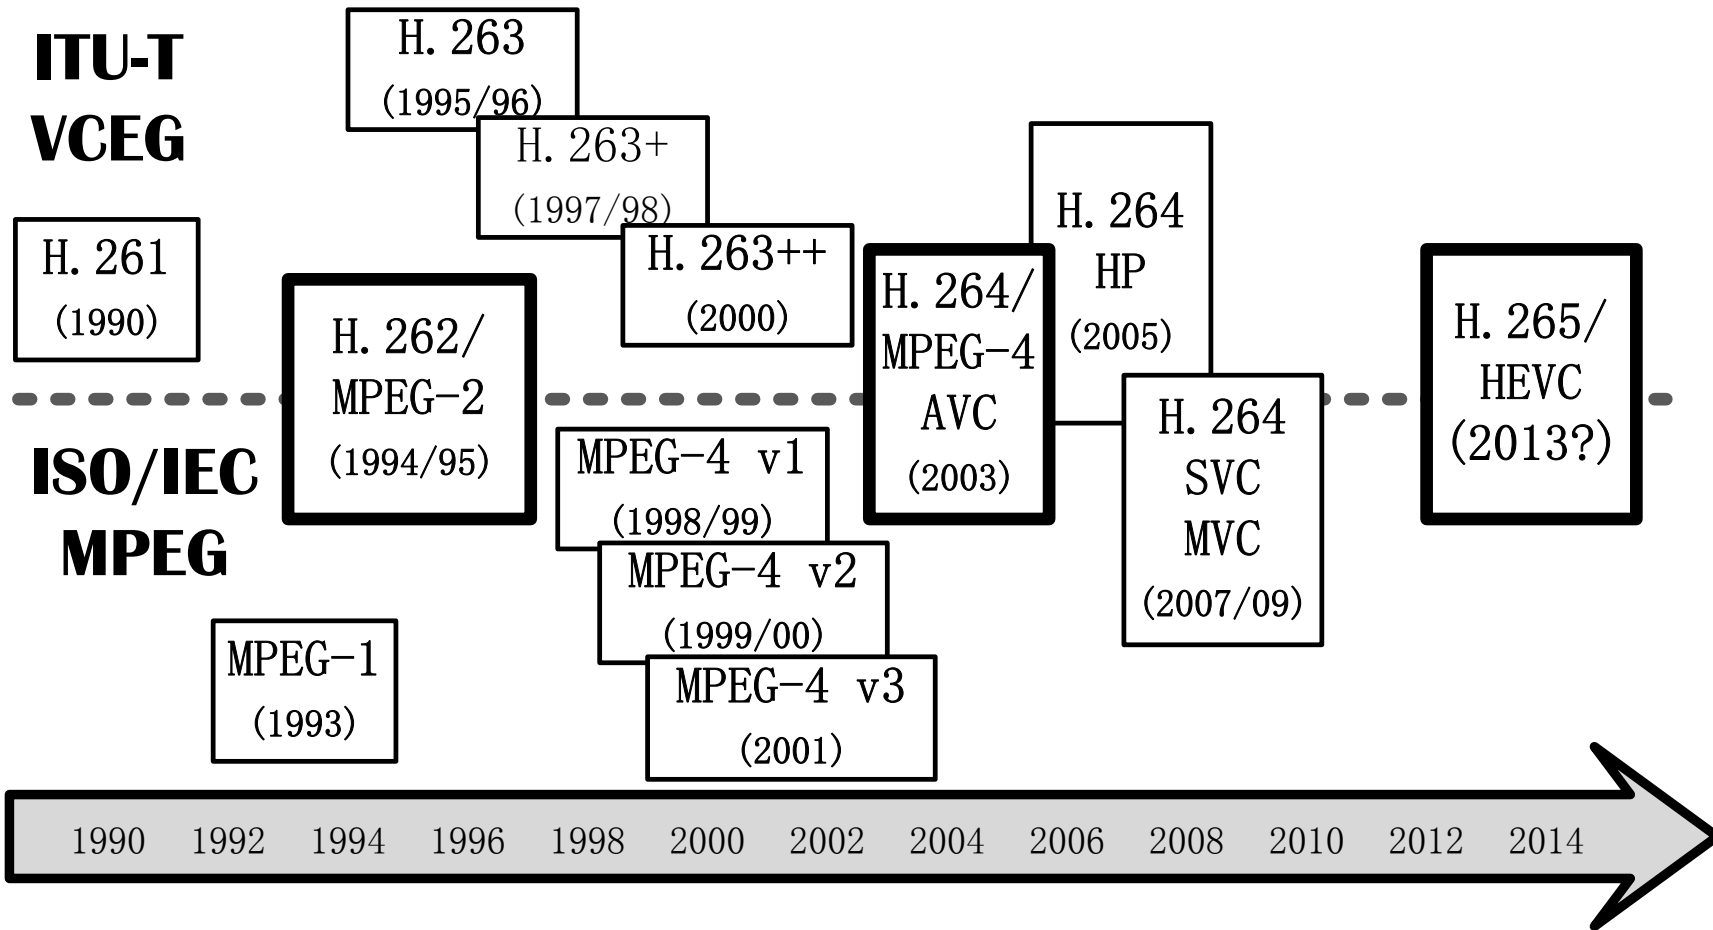 ITU-T
VCEG
H.263
(1995/96)
H.263+
(1997/98)
H.263++
(2000)
H.261
(1990)
H.262/
MPEG-2
(1994/95)
H.264/
MPEG-4
AVC
(2003)
H.264
HP
(2005)
H.264
SVC
MVC
(2007/09)
H.265/
HEVC
(2013?)
ISO/IEC
MPEG
MPEG-4 v1
(1998/99)
MPEG-4 v2
(1999/00)
MPEG-4 v3
(2001)
MPEG-1
(1993)
1990 1992 1994 1996 1998 2000 2002 2004 2006 2008 2010 2012 2014